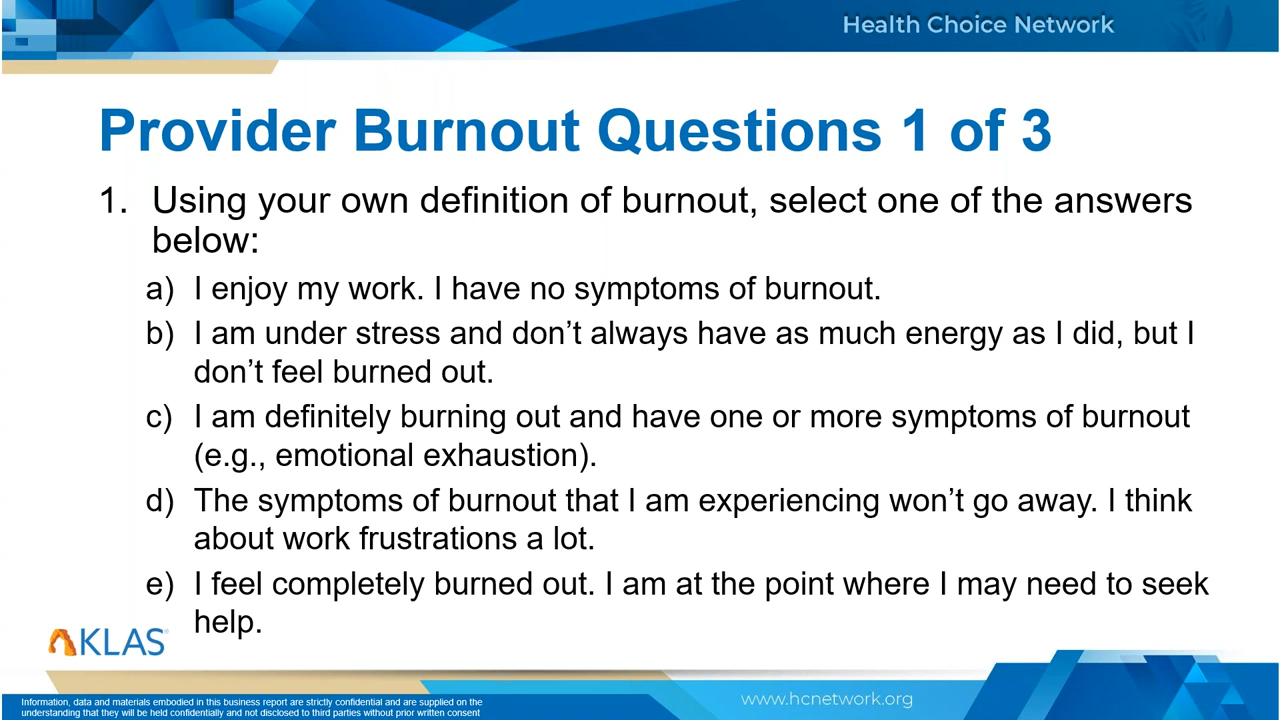 Health Choice Network
Provider Burnout Questions 1 of 3
1. Using your own definition of burnout, select one of the answers
below:
a) I enjoy my work. I have no symptoms of burnout.
b) I am under stress and don’t always have as much energy as I did, but I
don’t feel burned out.
c) I am definitely burning out and have one or more symptoms of burnout
(e.g., emotional exhaustion).
d) The symptoms of burnout that I am experiencing won’t go away. I think
about work frustrations a lot.
e) I feel completely burned out. I am at the point where I may need to seek
help.
KLAS
Information, data and materials embodied in this business report are strictly confidential and are supplied on the
understanding that they will be held confidentially and not disclosed to third parties without prior written consent
www.hcnetwork.org